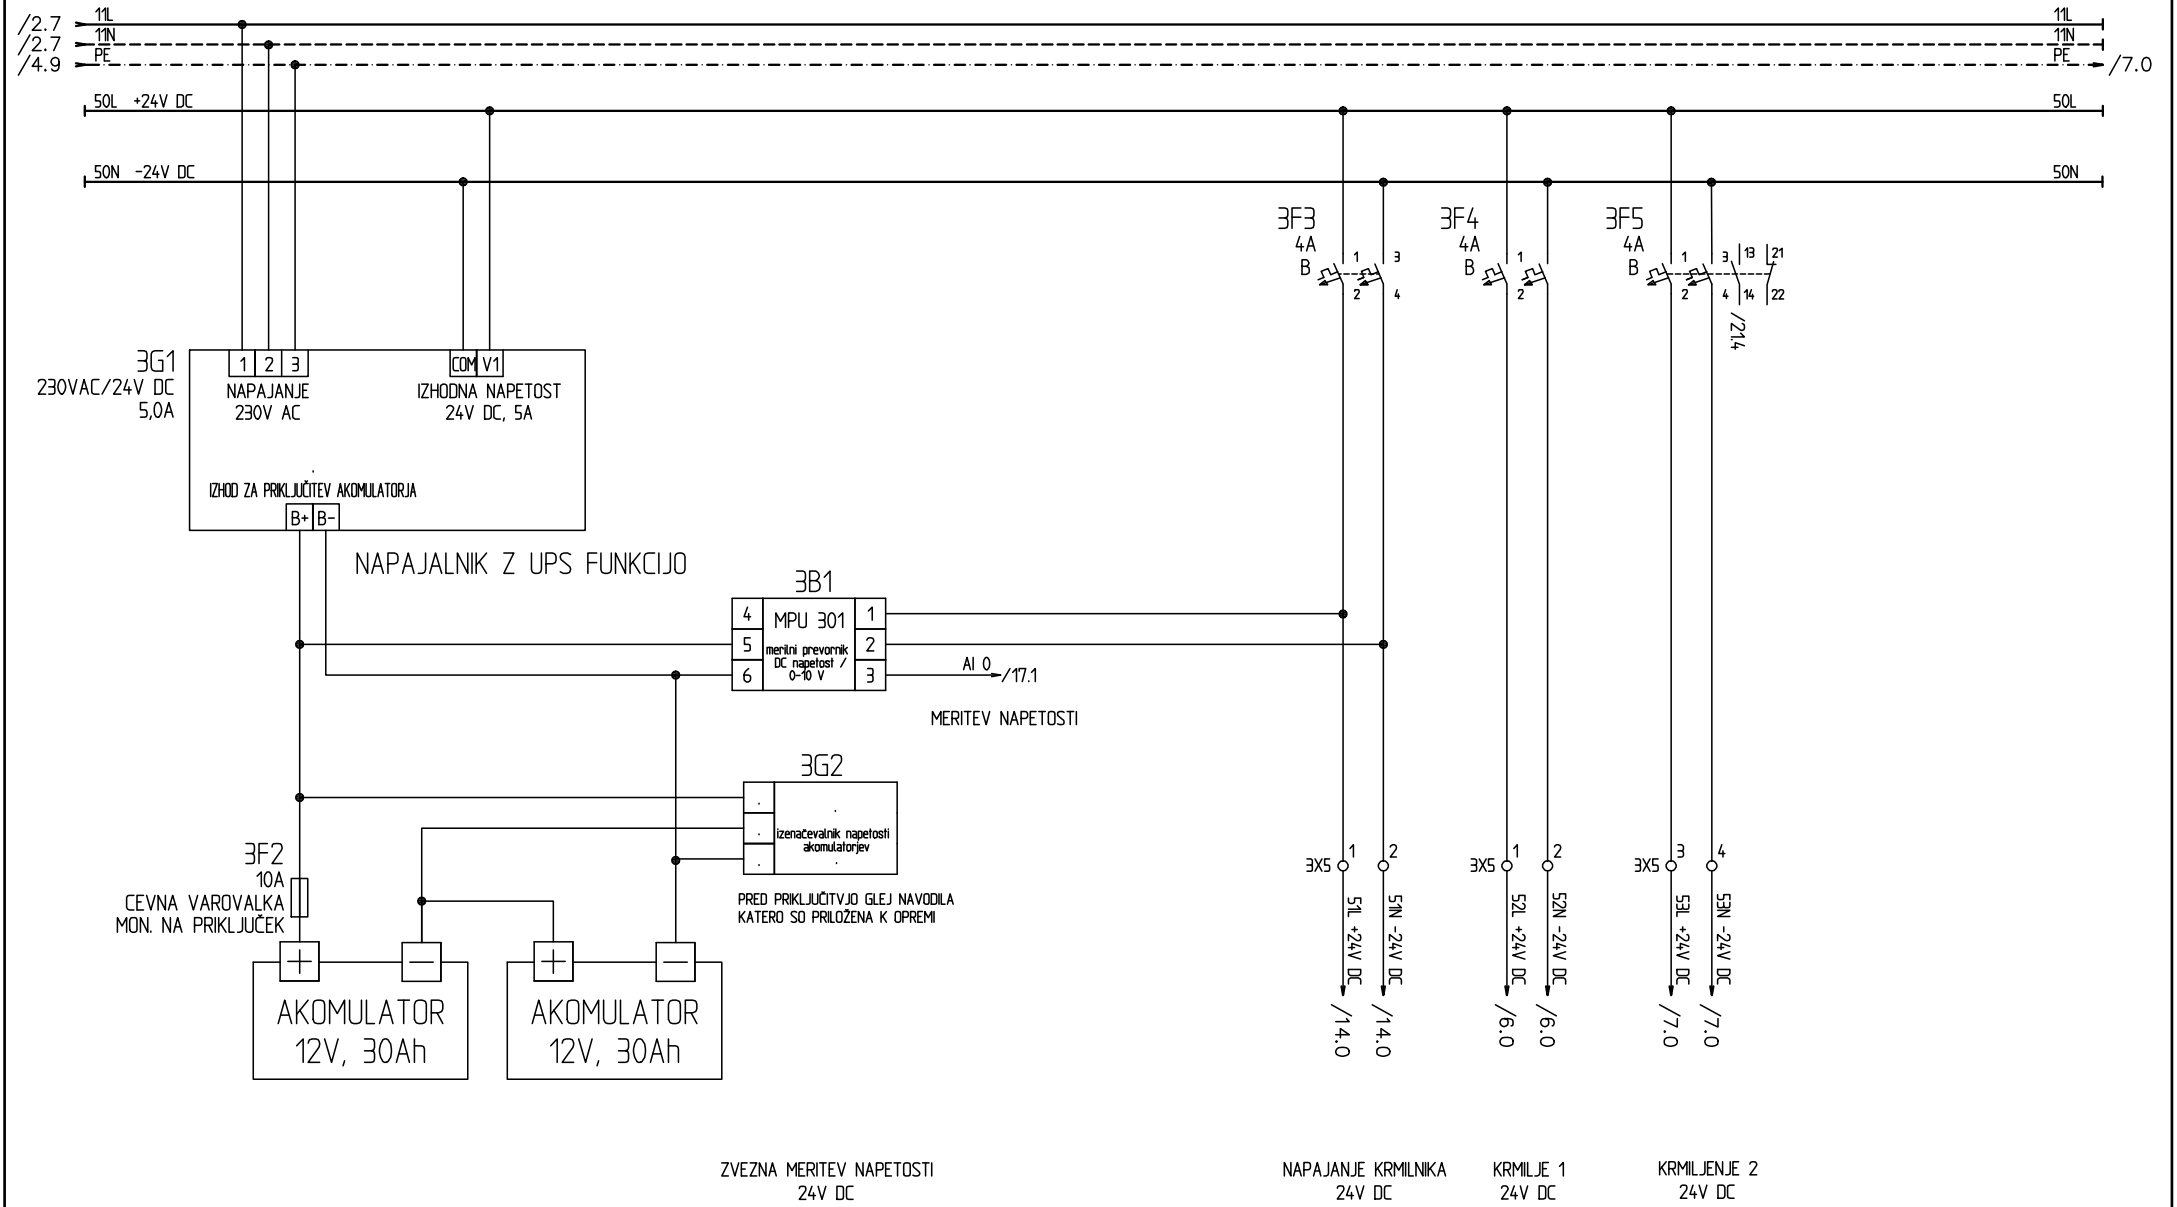 /2.7 11L 11L
/2.7 11N 11N
/4.9 PE PE /7.0
50L +24V DC 50L
50N -24V DC 50N
3F3
4A
B
1 3
2 4
3F4
4A
B
1
2
3F5
4A
B
1 3 13 21
2 4 14 22
/21.4
3G1
230VAC/24V DC
5,0A
1 2 3
NAPAJANJE
230V AC
COM V1
IZHODNA NAPETOST
24V DC, 5A
IZHOD ZA PRIKLJUČITEV AKOMULATORJA
B+ B-
NAPAJALNIK Z UPS FUNKCIJO
3B1
4 MPU 301 1
5 2
6 3
merilni prevornik
DC napetost /
0-10 V
AI 0
/17.1
MERITEV NAPETOSTI
3G2
izenačevalnik napetosti
akomulatorjev
PRED PRIKLJUČITVJO GLEJ NAVODILA
KATERO SO PRILOŽENA K OPREMI
3F2
10A
CEVNA VAROVALKA
MON. NA PRIKLJUČEK
+ −
AKOMULATOR
12V, 30Ah
+ −
AKOMULATOR
12V, 30Ah
3X5 1 2
51L +24V DC
51N -24V DC
/14.0
/14.0
3X5 1 2
52L +24V DC
52N -24V DC
/6.0
/6.0
3X5 3 4
53L +24V DC
53N -24V DC
/7.0
/7.0
ZVEZNA MERITEV NAPETOSTI
24V DC
NAPAJANJE KRMILNIKA
24V DC
KRMILJE 1
24V DC
KRMILJENJE 2
24V DC